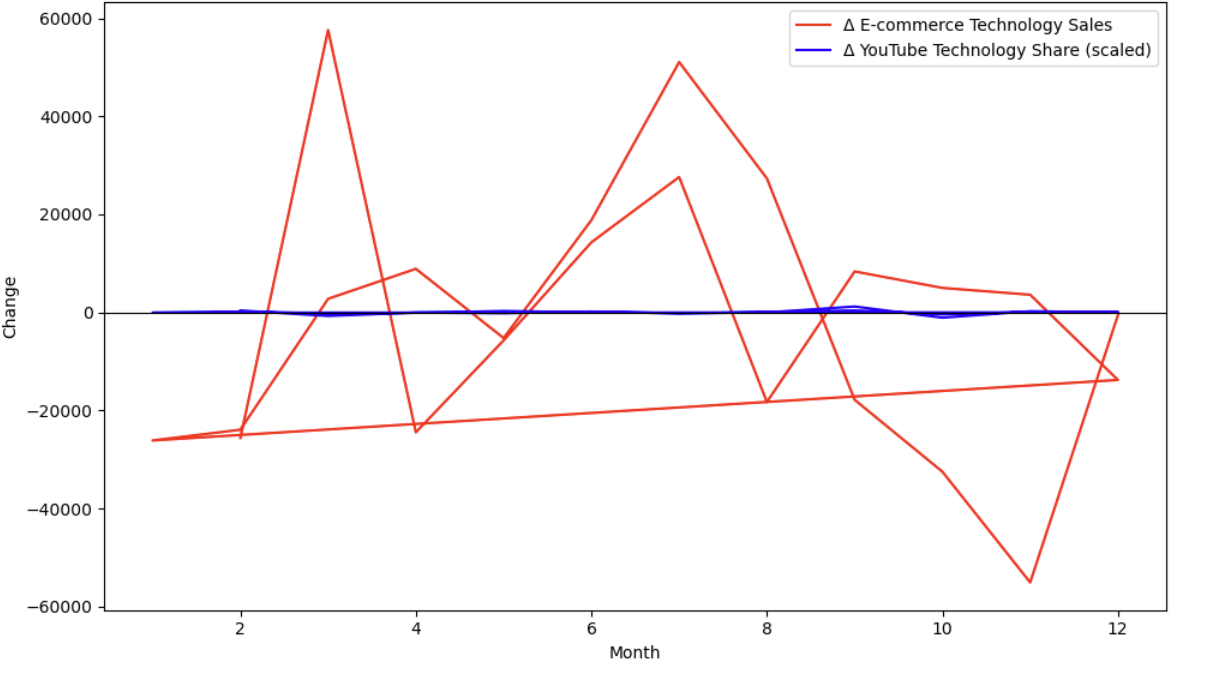 60000
40000
20000
0
−20000
−40000
−60000
Change
Δ E-commerce Technology Sales
Δ YouTube Technology Share (scaled)
2 4 6 8 10 12
Month